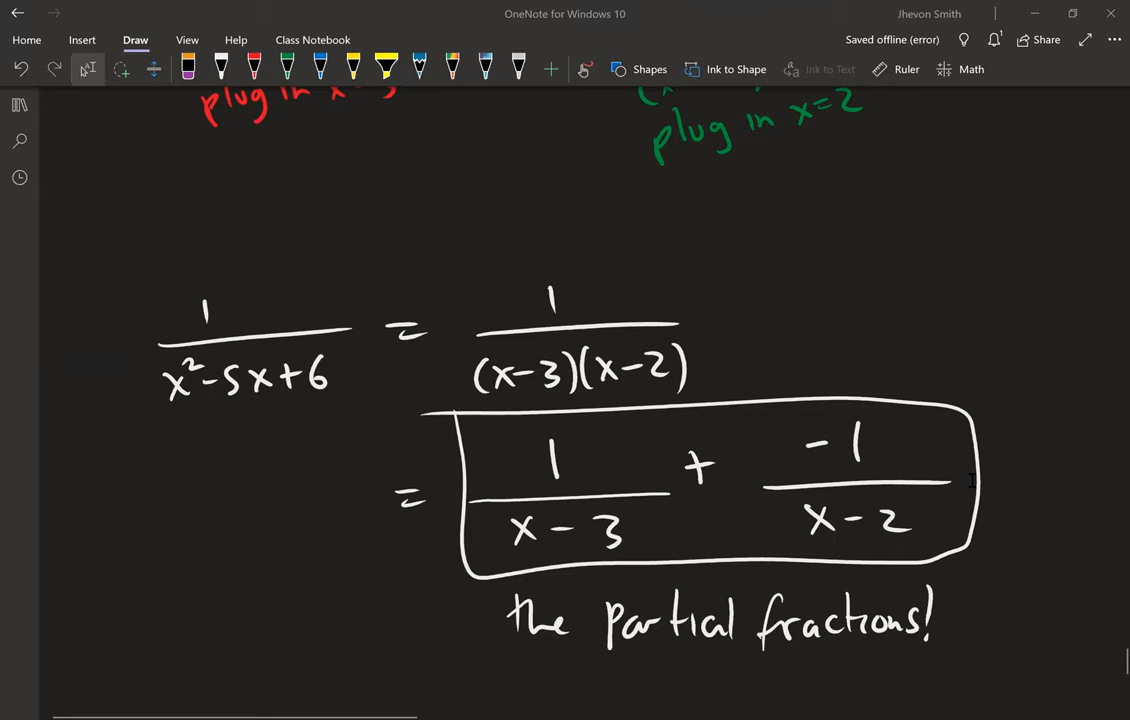 OneNote for Windows 10
Jhevon Smith
Home Insert Draw View Help Class Notebook
Saved offline (error)
Share
Shapes
Ink to Shape
Ink to Text
Ruler
Math
plug in x=3
plug in x=2
1/(x²-5x+6) = 1/((x-3)(x-2))
= 1/(x-3) + -1/(x-2)
the partial fractions!